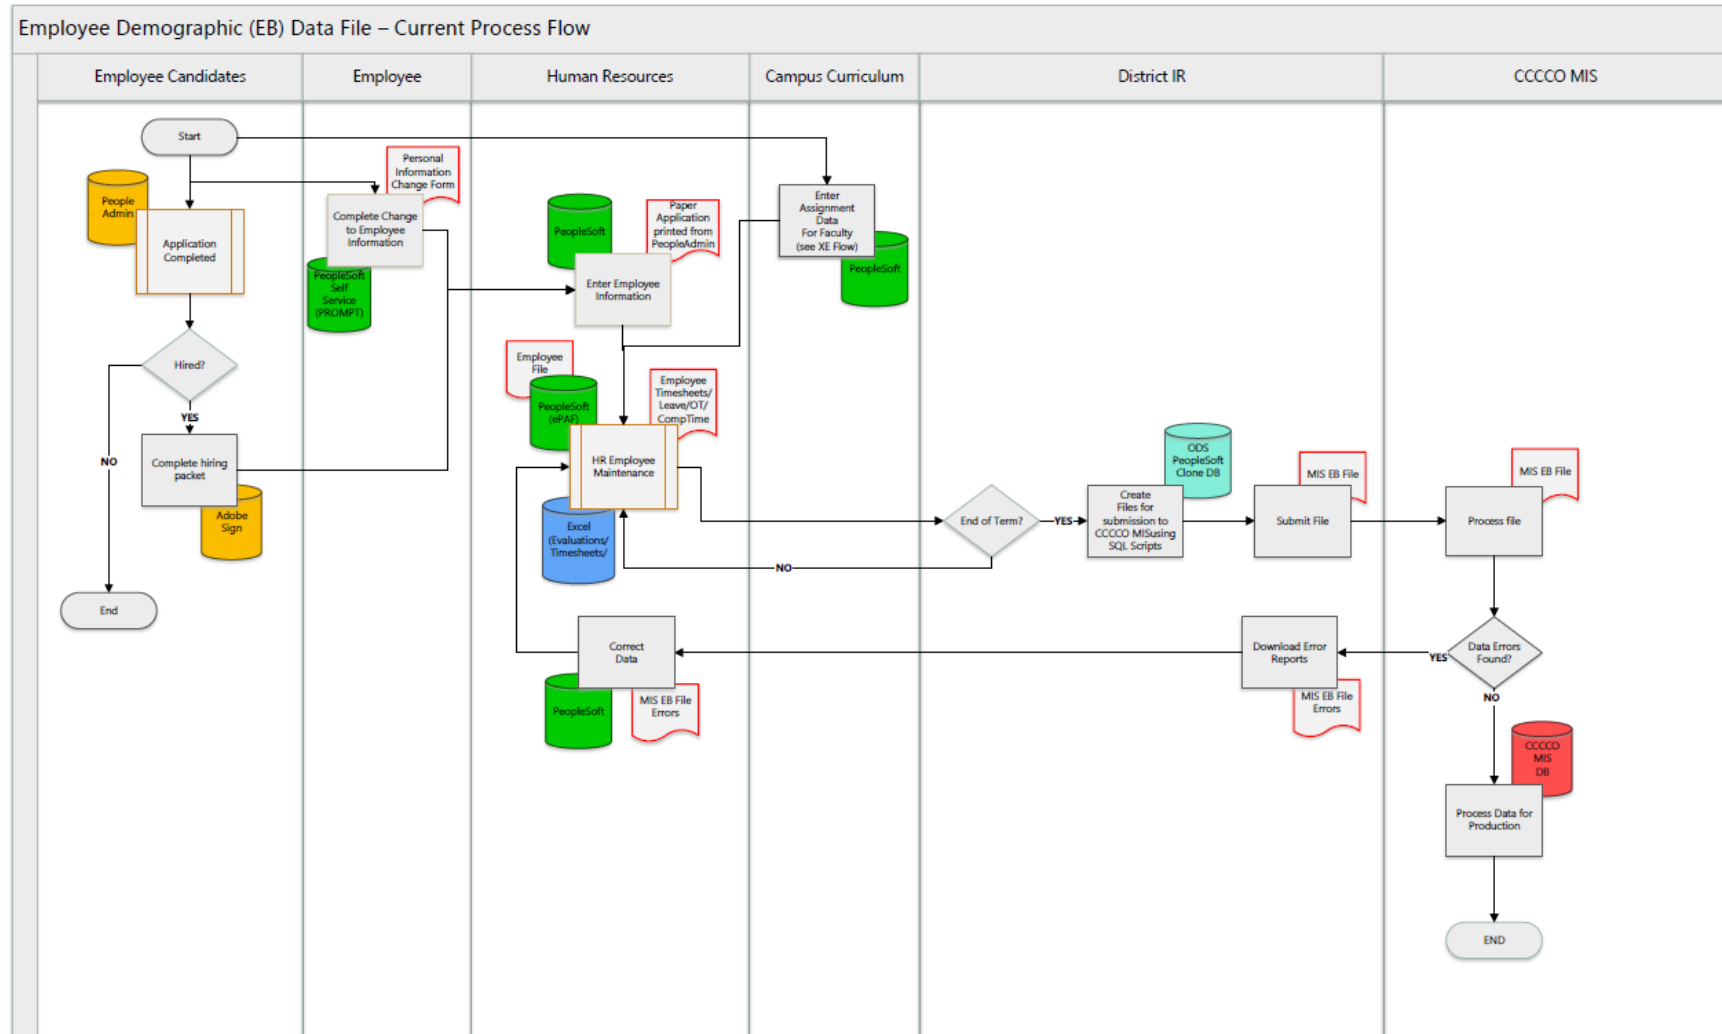 Employee Demographic (EB) Data File – Current Process Flow
Employee Candidates
Employee
Human Resources
Campus Curriculum
District IR
CCCCO MIS
Start
People
Admin
Application
Completed
Hired?
YES
NO
Complete hiring
packet
Adobe
Sign
End
Personal
Information
Change Form
Complete Change
to Employee
Information
PeopleSoft
Self
Service
(PROMPT)
PeopleSoft
Paper
Application
printed from
PeopleAdmin
Enter Employee
Information
Employee
File
PeopleSoft
(ePAF)
Employee
Timesheets/
Leave/OT/
CompTime
HR Employee
Maintenance
Excel
(Evaluations/
Timesheets/
Correct
Data
PeopleSoft
MIS EB File
Errors
Enter
Assignment
Data
For Faculty
(see XE Flow)
PeopleSoft
NO
End of Term?
YES
ODS
PeopleSoft
Clone DB
Create
Files for
submission to
CCCCO MISusing
SQL Scripts
MIS EB File
Submit File
Download Error
Reports
MIS EB File
Errors
MIS EB File
Process file
Data Errors
Found?
YES
NO
CCCCO
MIS
DB
Process Data for
Production
END